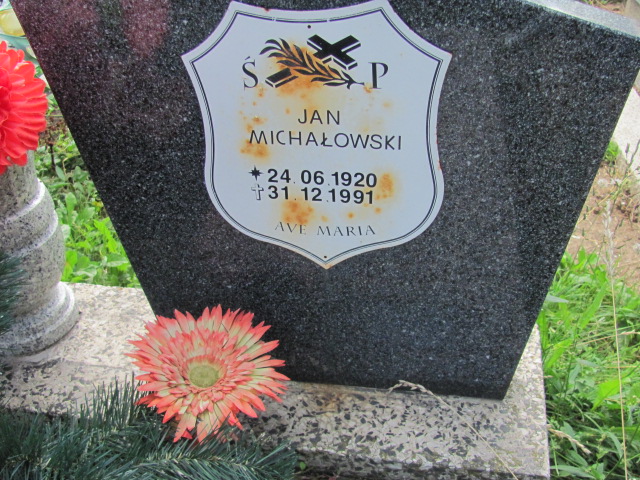 Ś P
JAN
MICHAŁOWSKI
* 24.06.1920
† 31.12.1991
AVE MARIA